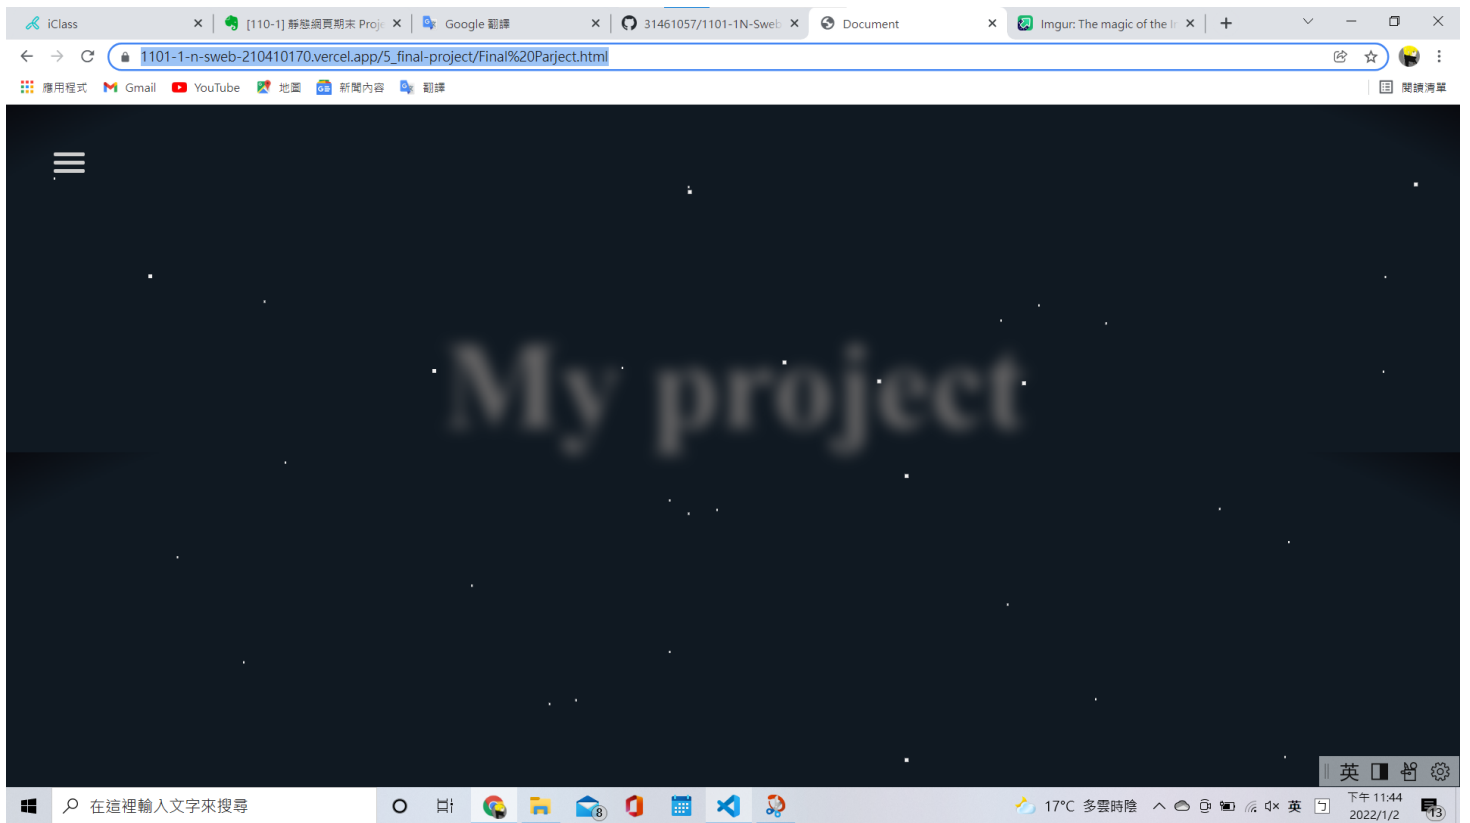 iClass
[110-1] 靜態網頁期末 Proje
Google 翻譯
31461057/1101-1N-Sweb
Document
Imgur: The magic of the In
1101-1-n-sweb-210410170.vercel.app/5_final-project/Final%20Parject.html
應用程式
Gmail
YouTube
地圖
新聞內容
翻譯
閱讀清單
My project
英
在這裡輸入文字來搜尋
8
17°C 多雲時陰
英
ㄅ
下午 11:44
2022/1/2
13